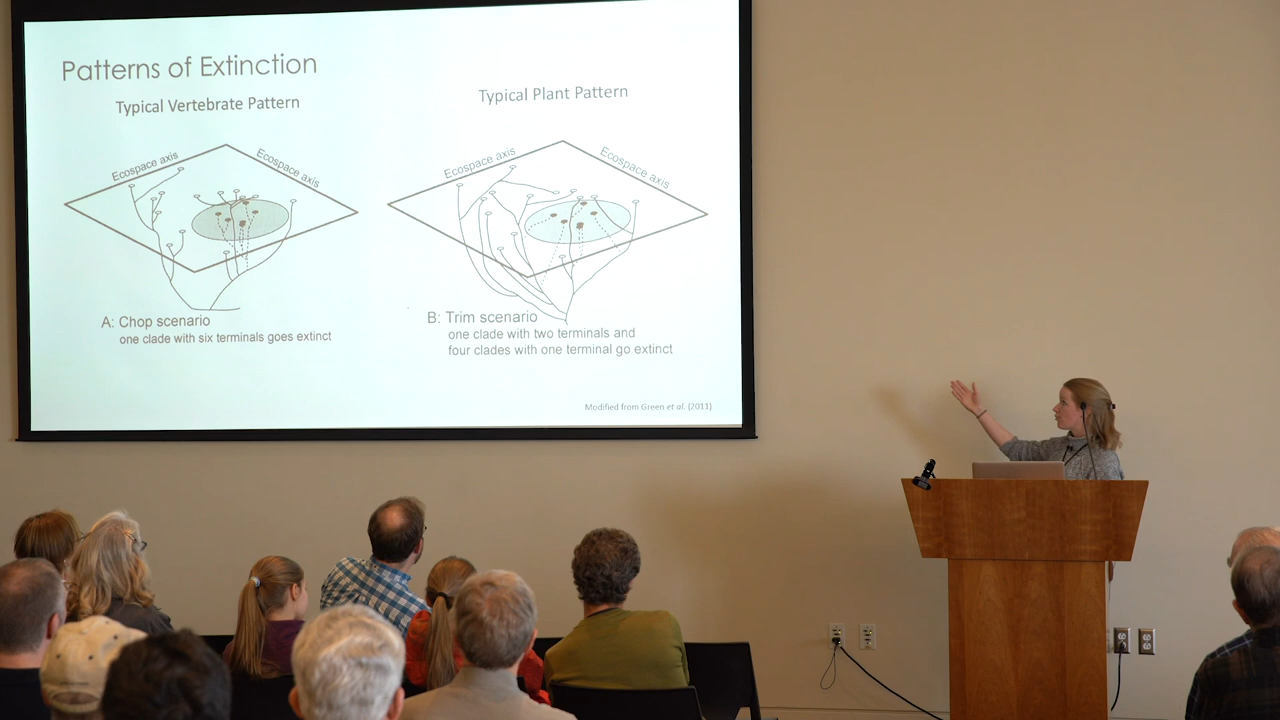 Patterns of Extinction
Typical Vertebrate Pattern
Ecospace axis
Ecospace axis
A: Chop scenario
one clade with six terminals goes extinct
Typical Plant Pattern
Ecospace axis
Ecospace axis
B: Trim scenario
one clade with two terminals and
four clades with one terminal go extinct
Modified from Green et al. (2011)